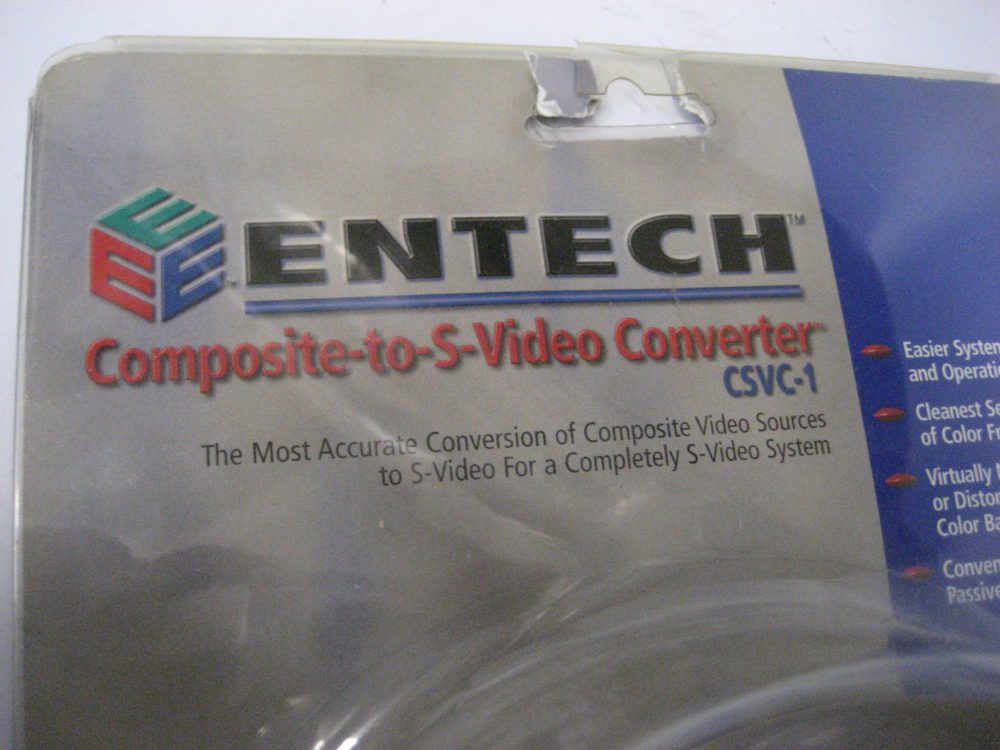 EEE™ ENTECH™
Composite-to-S-Video Converter™
CSVC-1
The Most Accurate Conversion of Composite Video Sources
to S-Video For a Completely S-Video System
Easier
and
Cleanest
of Color
Virtually
or
Color
Passive